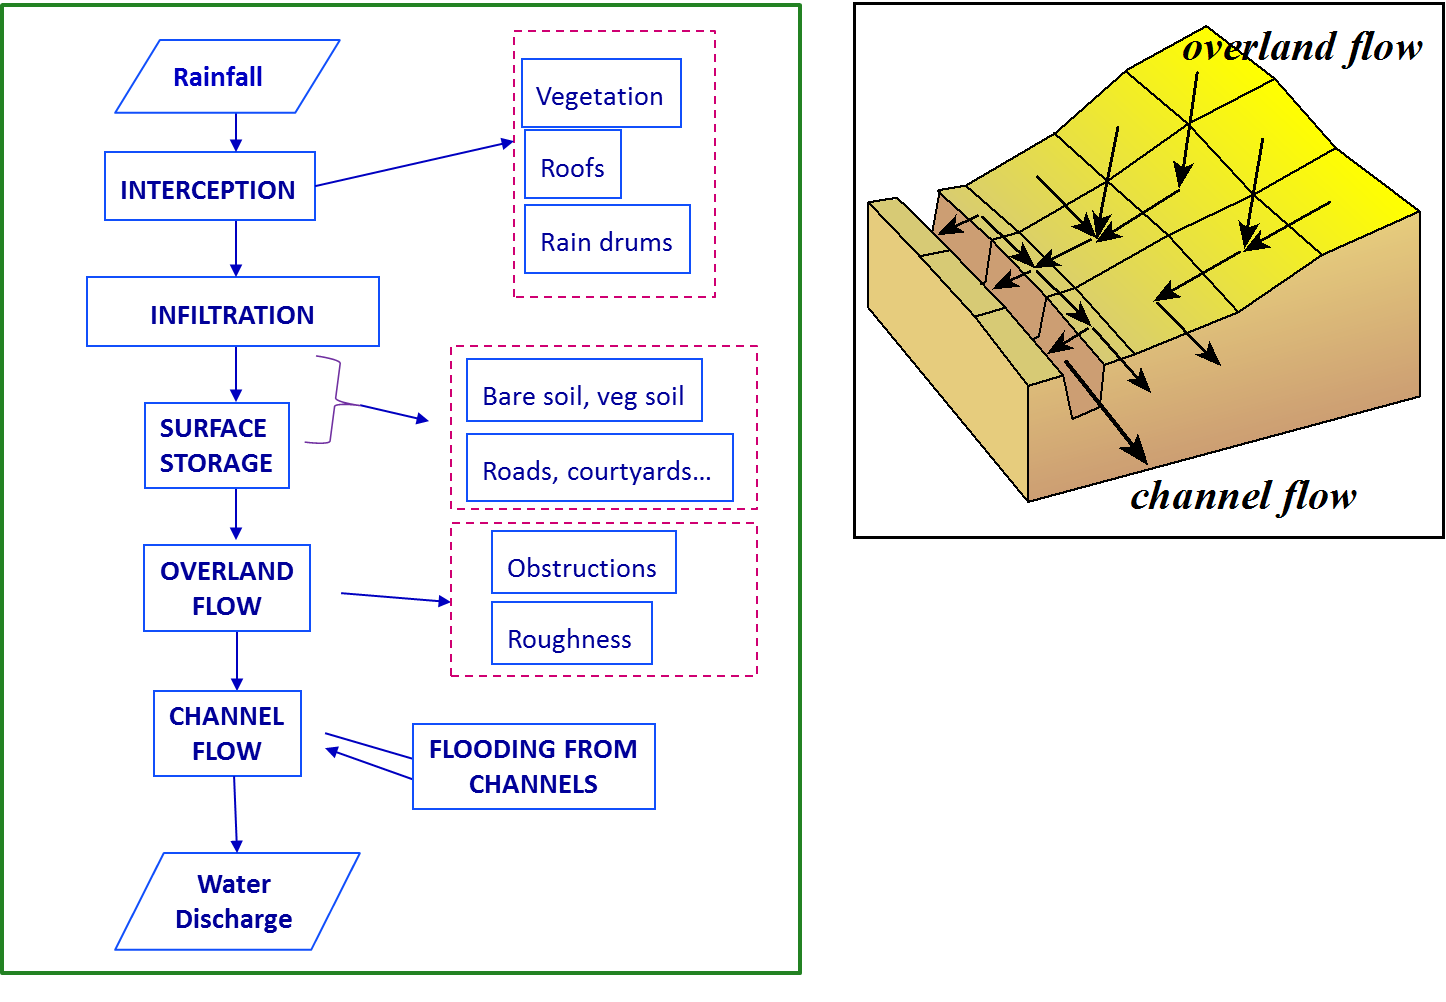 Rainfall
INTERCEPTION
Vegetation
Roofs
Rain drums
INFILTRATION
SURFACE
STORAGE
Bare soil, veg soil
Roads, courtyards...
OVERLAND
FLOW
Obstructions
Roughness
CHANNEL
FLOW
FLOODING FROM
CHANNELS
Water
Discharge
overland flow
channel flow